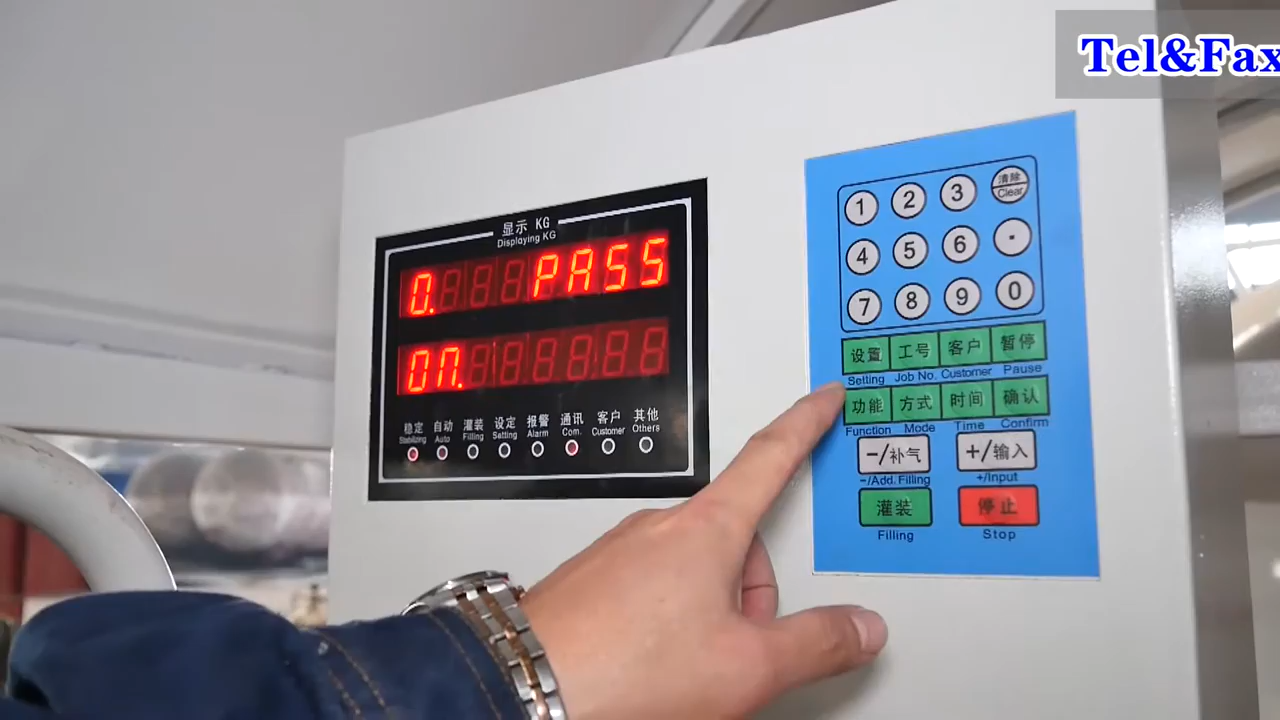 Tel&Fax
显示 KG
Displaying KG
0. PASS
0n.
稳定 自动 灌装 设定 报警 通讯 客户 其他
Stabilizing Auto Filling Setting Alarm Com. Customer Others
1 2 3 清除 Clear
4 5 6 ·
7 8 9 0
设置 工号 客户 暂停
Setting Job No. Customer Pause
功能 方式 时间 确认
Function Mode Time Confirm
-/补气 +/输入
-/Add. Filling +/Input
灌装 停止
Filling Stop